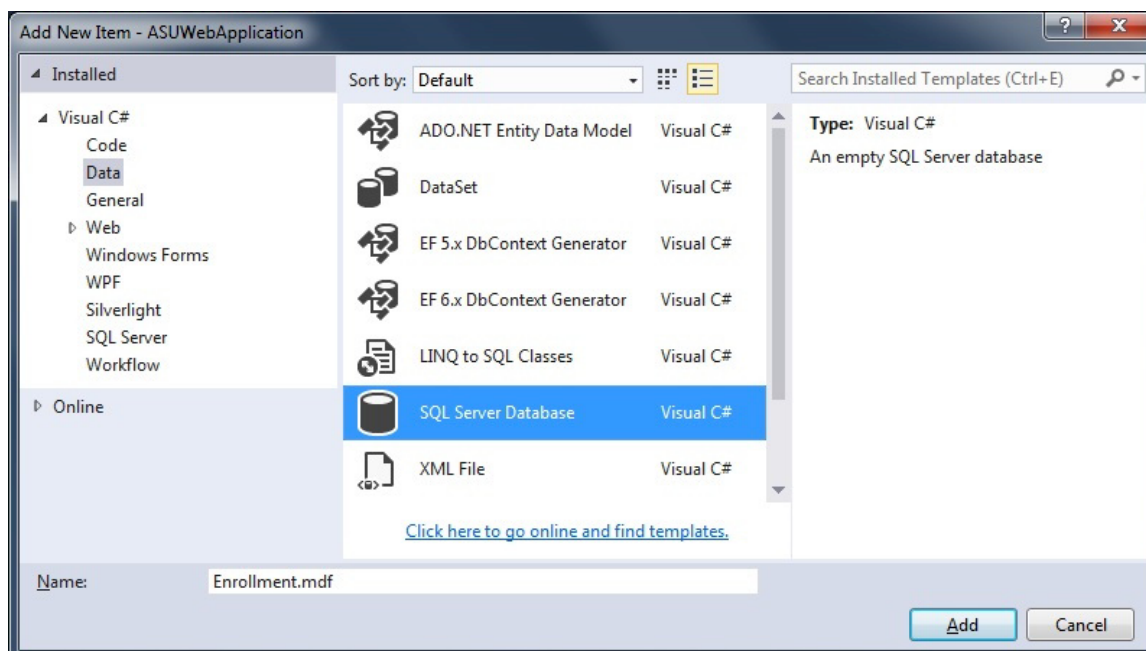 Add New Item - ASUWebApplication
Installed
Sort by: Default
Search Installed Templates (Ctrl+E)
Visual C#
Code
Data
General
Web
Windows Forms
WPF
Silverlight
SQL Server
Workflow
Online
ADO.NET Entity Data Model Visual C#
DataSet Visual C#
EF 5.x DbContext Generator Visual C#
EF 6.x DbContext Generator Visual C#
LINQ to SQL Classes Visual C#
SQL Server Database Visual C#
XML File Visual C#
Click here to go online and find templates.
Type: Visual C#
An empty SQL Server database
Name: Enrollment.mdf
Add Cancel